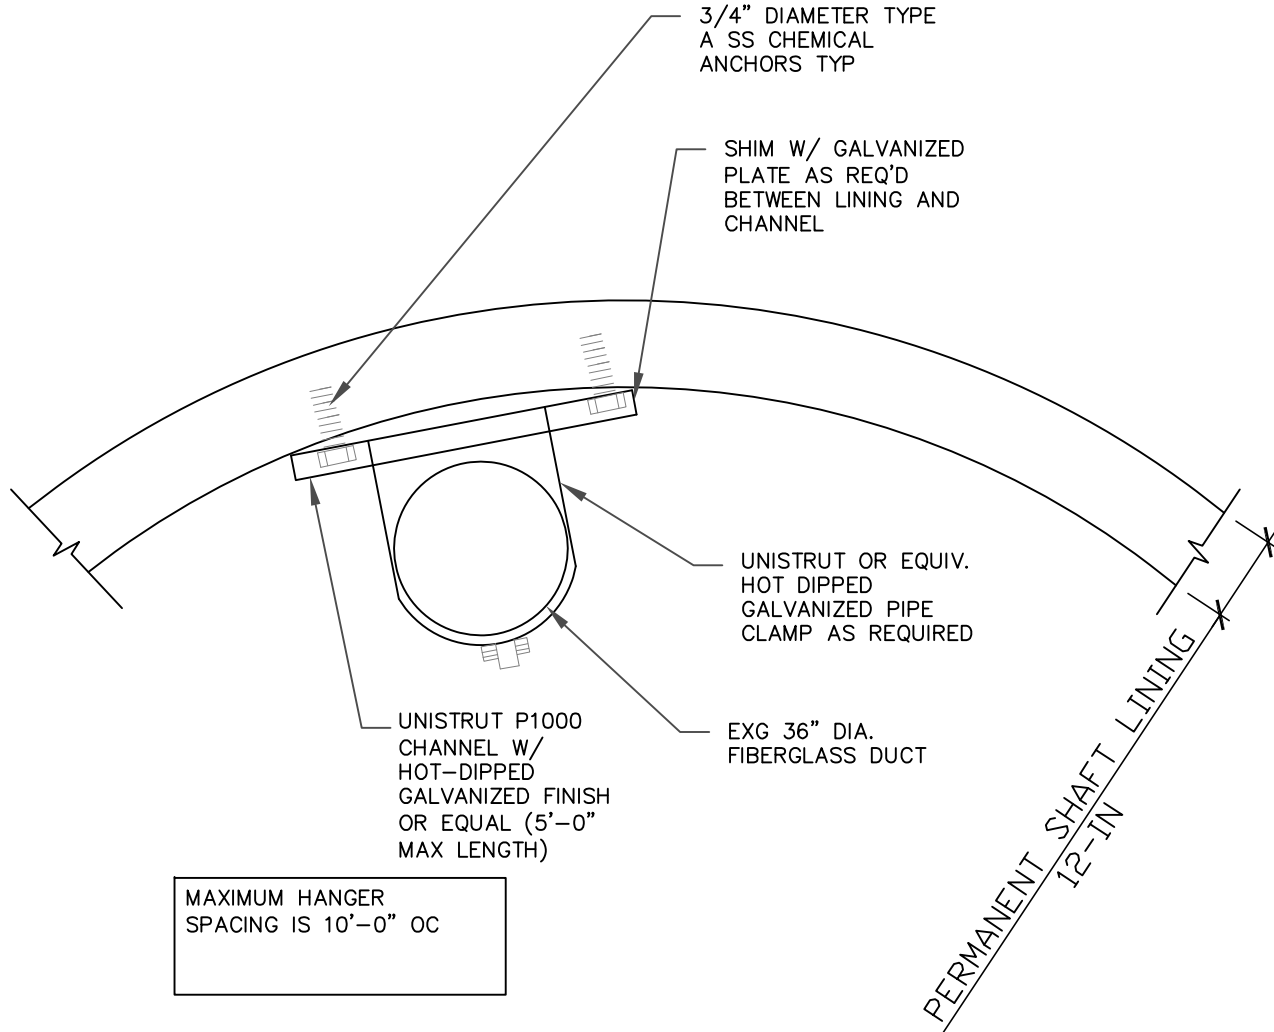 3/4” DIAMETER TYPE
A SS CHEMICAL
ANCHORS TYP
SHIM W/ GALVANIZED
PLATE AS REQ’D
BETWEEN LINING AND
CHANNEL
UNISTRUT OR EQUIV.
HOT DIPPED
GALVANIZED PIPE
CLAMP AS REQUIRED
UNISTRUT P1000
CHANNEL W/
HOT-DIPPED
GALVANIZED FINISH
OR EQUAL (5’-0”
MAX LENGTH)
EXG 36” DIA.
FIBERGLASS DUCT
MAXIMUM HANGER
SPACING IS 10’-0” OC
PERMANENT SHAFT LINING
12-IN